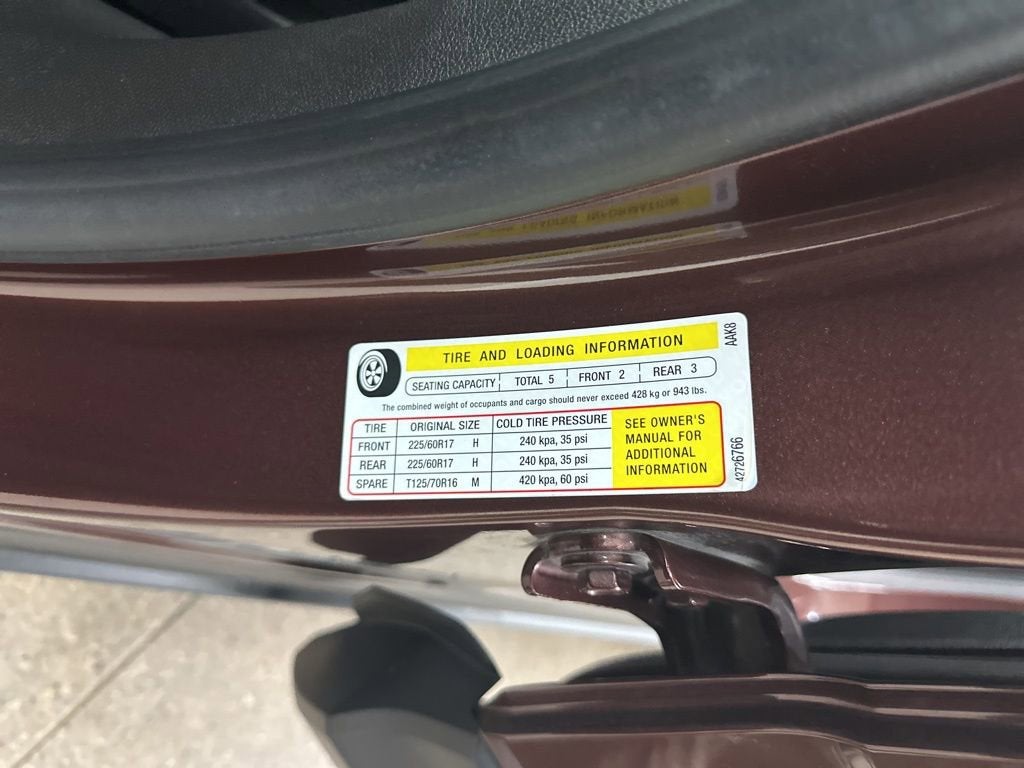 TIRE AND LOADING INFORMATION
SEATING CAPACITY TOTAL 5 FRONT 2 REAR 3
The combined weight of occupants and cargo should never exceed 428 kg or 943 lbs.
TIRE ORIGINAL SIZE COLD TIRE PRESSURE
FRONT 225/60R17 H 240 kpa, 35 psi
REAR 225/60R17 H 240 kpa, 35 psi
SPARE T125/70R16 M 420 kpa, 60 psi
SEE OWNER'S
MANUAL FOR
ADDITIONAL
INFORMATION
AAK8
42726766